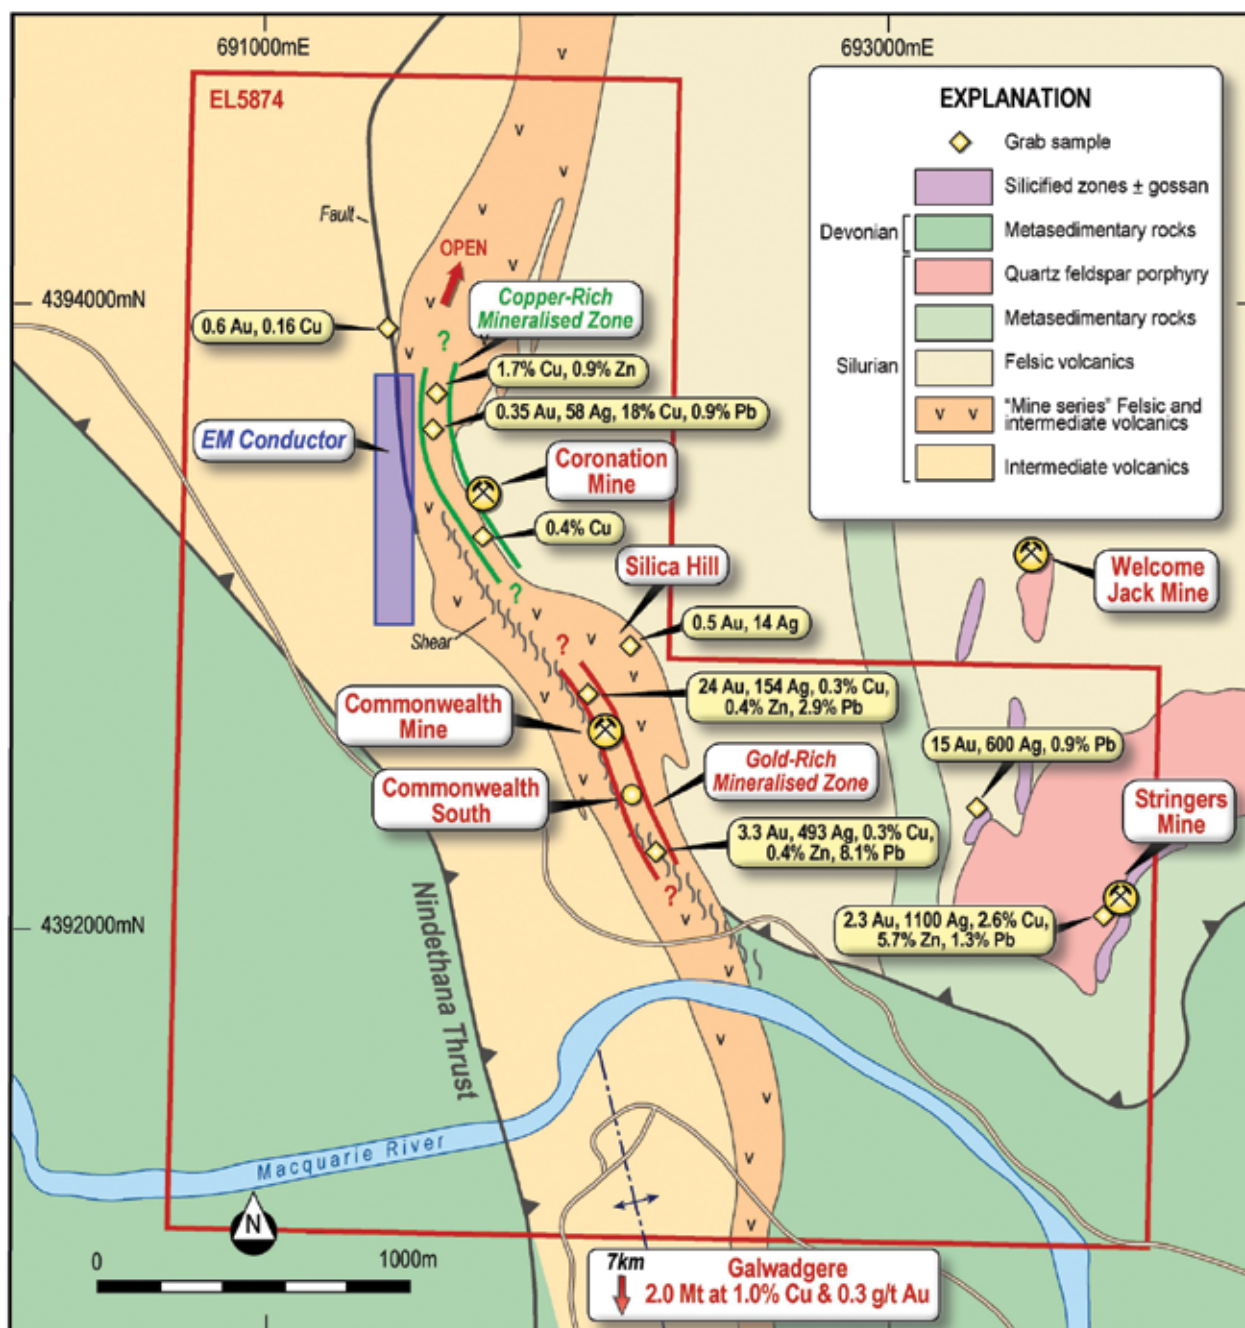 691000mE
693000mE
EL5874
EXPLANATION
Grab sample
Silicified zones ± gossan
Devonian
Metasedimentary rocks
Quartz feldspar porphyry
Metasedimentary rocks
Silurian
Felsic volcanics
v v
"Mine series" Felsic and
intermediate volcanics
Intermediate volcanics
Fault
OPEN
4394000mN
Copper-Rich
Mineralised Zone
?
0.6 Au, 0.16 Cu
1.7% Cu, 0.9% Zn
0.35 Au, 58 Ag, 18% Cu, 0.9% Pb
EM Conductor
Coronation
Mine
0.4% Cu
Silica Hill
Welcome
Jack Mine
?
Shear
0.5 Au, 14 Ag
?
24 Au, 154 Ag, 0.3% Cu,
0.4% Zn, 2.9% Pb
Commonwealth
Mine
15 Au, 600 Ag, 0.9% Pb
Gold-Rich
Mineralised Zone
Commonwealth
South
Stringers
Mine
3.3 Au, 493 Ag, 0.3% Cu,
0.4% Zn, 8.1% Pb
?
4392000mN
2.3 Au, 1100 Ag, 2.6% Cu,
5.7% Zn, 1.3% Pb
Nindethana Thrust
Macquarie River
N
0
1000m
7km
Galwadgere
2.0 Mt at 1.0% Cu & 0.3 g/t Au